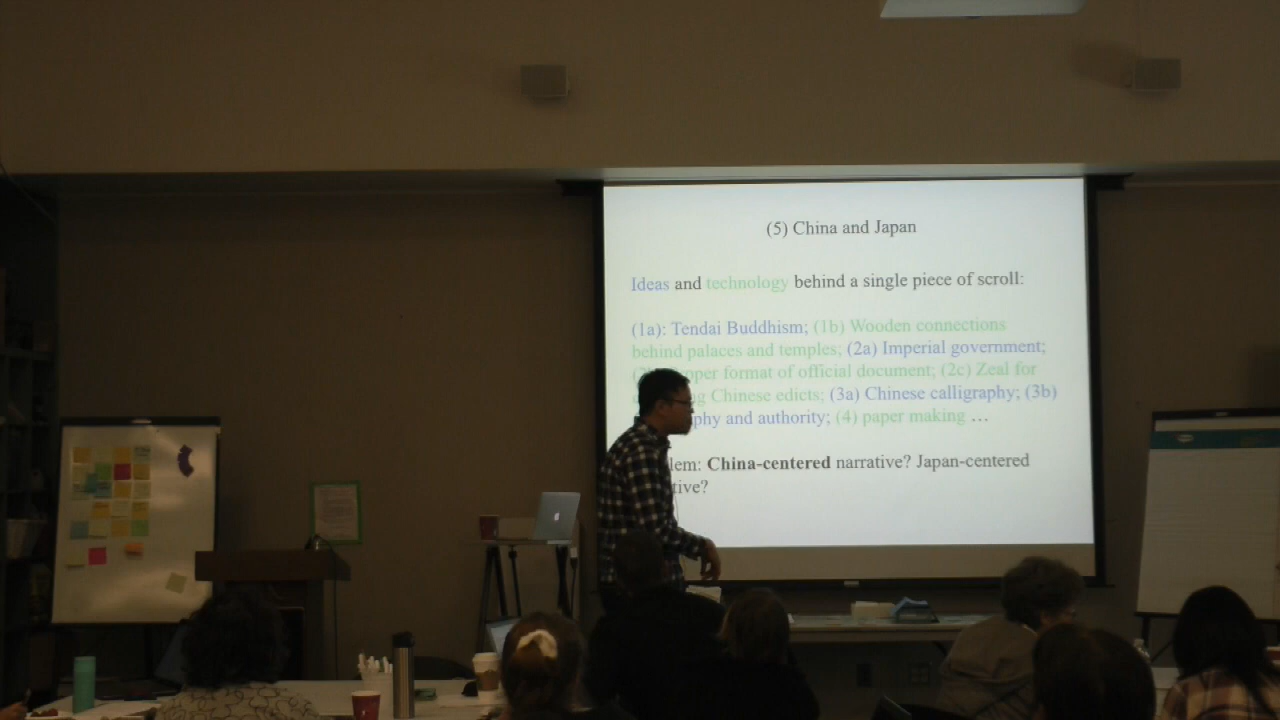 (5) China and Japan
Ideas and technology behind a single piece of scroll:
(1a): Tendai Buddhism; (1b) Wooden connections
behind palaces and temples; (2a) Imperial government;
format of official document; (2c) Zeal for
Chinese edicts; (3a) Chinese calligraphy; (3b)
and authority; (4) paper making …
China-centered narrative? Japan-centered